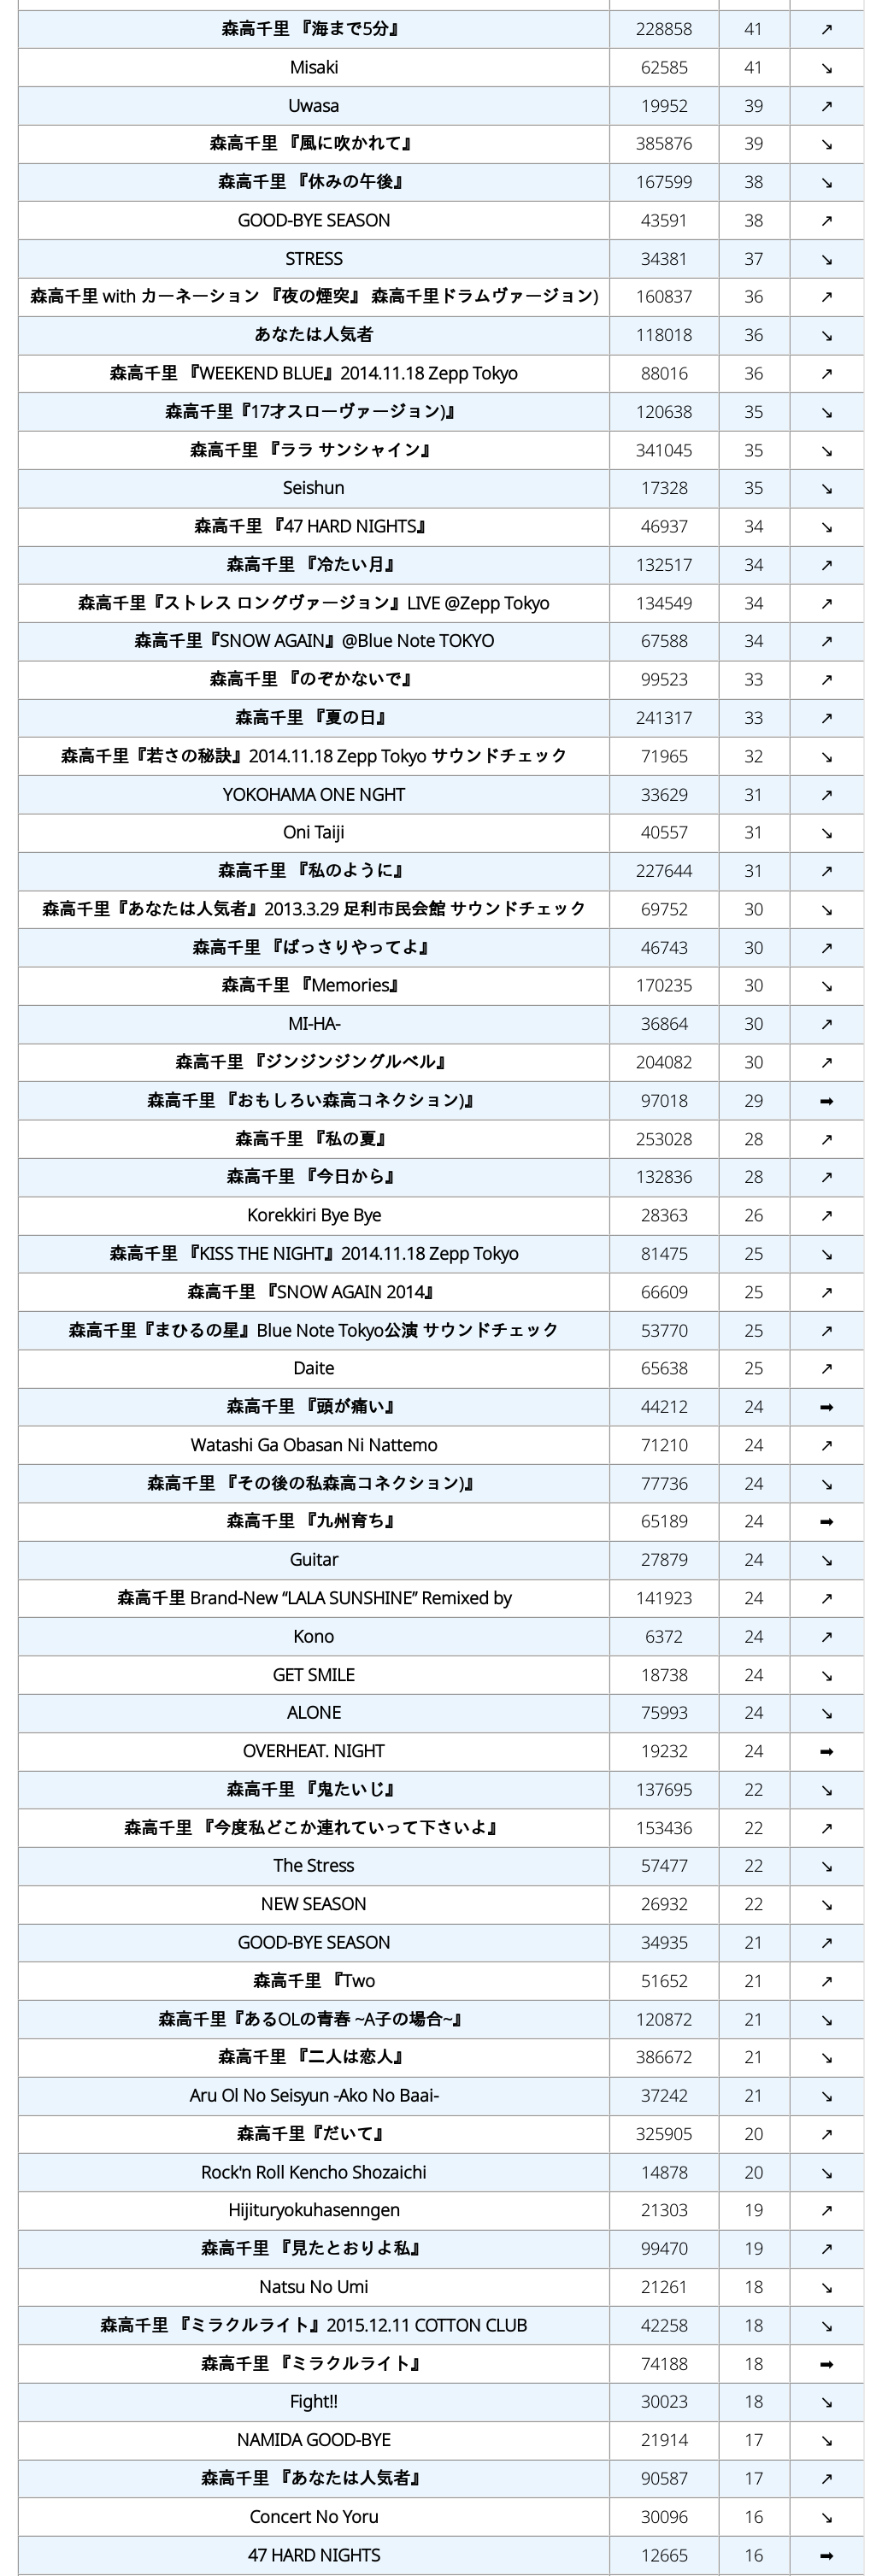 森高千里 『海まで5分』 228858 41 ↗
Misaki 62585 41 ↘
Uwasa 19952 39 ↗
森高千里 『風に吹かれて』 385876 39 ↘
森高千里 『休みの午後』 167599 38 ↘
GOOD-BYE SEASON 43591 38 ↗
STRESS 34381 37 ↘
森高千里 with カーネーション 『夜の煙突』 森高千里ドラムヴァージョン) 160837 36 ↗
あなたは人気者 118018 36 ↘
森高千里 『WEEKEND BLUE』2014.11.18 Zepp Tokyo 88016 36 ↗
森高千里『17才スローヴァージョン)』 120638 35 ↘
森高千里 『ララ サンシャイン』 341045 35 ↘
Seishun 17328 35 ↘
森高千里 『47 HARD NIGHTS』 46937 34 ↘
森高千里 『冷たい月』 132517 34 ↗
森高千里『ストレス ロングヴァージョン』LIVE @Zepp Tokyo 134549 34 ↗
森高千里『SNOW AGAIN』@Blue Note TOKYO 67588 34 ↗
森高千里 『のぞかないで』 99523 33 ↗
森高千里 『夏の日』 241317 33 ↗
森高千里『若さの秘訣』2014.11.18 Zepp Tokyo サウンドチェック 71965 32 ↘
YOKOHAMA ONE NGHT 33629 31 ↗
Oni Taiji 40557 31 ↘
森高千里 『私のように』 227644 31 ↗
森高千里『あなたは人気者』2013.3.29 足利市民会館 サウンドチェック 69752 30 ↘
森高千里 『ばっさりやってよ』 46743 30 ↗
森高千里 『Memories』 170235 30 ↘
MI-HA- 36864 30 ↗
森高千里 『ジンジンジングルベル』 204082 30 ↗
森高千里 『おもしろい森高コネクション)』 97018 29 ➡
森高千里 『私の夏』 253028 28 ↗
森高千里 『今日から』 132836 28 ↗
Korekkiri Bye Bye 28363 26 ↗
森高千里 『KISS THE NIGHT』2014.11.18 Zepp Tokyo 81475 25 ↘
森高千里 『SNOW AGAIN 2014』 66609 25 ↗
森高千里『まひるの星』Blue Note Tokyo公演 サウンドチェック 53770 25 ↗
Daite 65638 25 ↗
森高千里 『頭が痛い』 44212 24 ➡
Watashi Ga Obasan Ni Nattemo 71210 24 ↗
森高千里 『その後の私森高コネクション)』 77736 24 ↘
森高千里 『九州育ち』 65189 24 ➡
Guitar 27879 24 ↘
森高千里 Brand-New “LALA SUNSHINE” Remixed by 141923 24 ↗
Kono 6372 24 ↗
GET SMILE 18738 24 ↘
ALONE 75993 24 ↘
OVERHEAT. NIGHT 19232 24 ➡
森高千里 『鬼たいじ』 137695 22 ↘
森高千里 『今度私どこか連れていって下さいよ』 153436 22 ↗
The Stress 57477 22 ↘
NEW SEASON 26932 22 ↘
GOOD-BYE SEASON 34935 21 ↗
森高千里 『Two 51652 21 ↗
森高千里『あるOLの青春 ~A子の場合~』 120872 21 ↘
森高千里 『二人は恋人』 386672 21 ↘
Aru Ol No Seisyun -Ako No Baai- 37242 21 ↘
森高千里『だいて』 325905 20 ↗
Rock'n Roll Kencho Shozaichi 14878 20 ↘
Hijituryokuhasenngen 21303 19 ↗
森高千里 『見たとおりよ私』 99470 19 ↗
Natsu No Umi 21261 18 ↘
森高千里 『ミラクルライト』2015.12.11 COTTON CLUB 42258 18 ↘
森高千里 『ミラクルライト』 74188 18 ➡
Fight!! 30023 18 ↘
NAMIDA GOOD-BYE 21914 17 ↘
森高千里 『あなたは人気者』 90587 17 ↗
Concert No Yoru 30096 16 ↘
47 HARD NIGHTS 12665 16 ➡